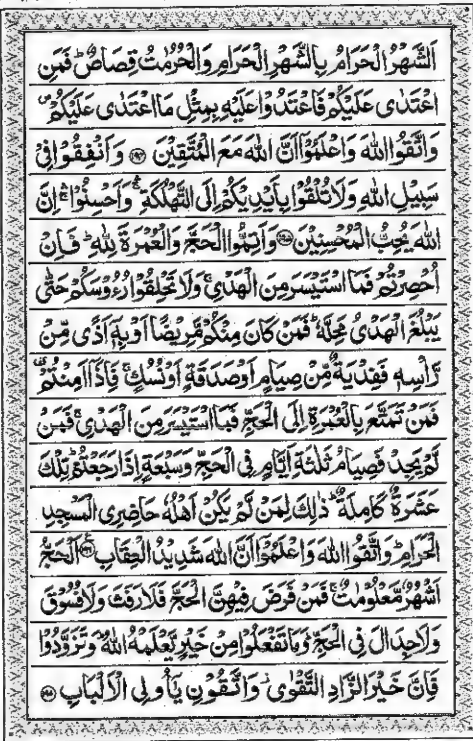 اَلشَّهْرُ الْحَرَامُ بِالشَّهْرِ الْحَرَامِ وَالْحُرُمٰتُ قِصَاصٌ ؕ فَمَنِ
اعْتَدٰى عَلَيْكُمْ فَاعْتَدُوْا عَلَيْهِ بِمِثْلِ مَا اعْتَدٰى عَلَيْكُمْ ۪
وَاتَّقُوا اللّٰهَ وَاعْلَمُوْۤا اَنَّ اللّٰهَ مَعَ الْمُتَّقِيْنَ ﴿۱۹۴﴾ وَاَنْفِقُوْا فِيْ
سَبِيْلِ اللّٰهِ وَلَا تُلْقُوْا بِاَيْدِيْكُمْ اِلَى التَّهْلُكَةِ ۛۚ وَاَحْسِنُوْا ۛۚ اِنَّ
اللّٰهَ يُحِبُّ الْمُحْسِنِيْنَ ﴿۱۹۵﴾ وَاَتِمُّوا الْحَجَّ وَالْعُمْرَةَ لِلّٰهِ ؕ فَاِنْ
اُحْصِرْتُمْ فَمَا اسْتَيْسَرَ مِنَ الْهَدْيِ ۚ وَلَا تَحْلِقُوْا رُءُوْسَكُمْ حَتّٰى
يَبْلُغَ الْهَدْيُ مَحِلَّهٗ ؕ فَمَنْ كَانَ مِنْكُمْ مَّرِيْضًا اَوْ بِهٖۤ اَذًى مِّنْ
رَّاْسِهٖ فَفِدْيَةٌ مِّنْ صِيَامٍ اَوْ صَدَقَةٍ اَوْ نُسُكٍ ۚ فَاِذَاۤ اَمِنْتُمْ ۥ
فَمَنْ تَمَتَّعَ بِالْعُمْرَةِ اِلَى الْحَجِّ فَمَا اسْتَيْسَرَ مِنَ الْهَدْيِ ۚ فَمَنْ
لَّمْ يَجِدْ فَصِيَامُ ثَلٰثَةِ اَيَّامٍ فِي الْحَجِّ وَسَبْعَةٍ اِذَا رَجَعْتُمْ ؕ تِلْكَ
عَشَرَةٌ كَامِلَةٌ ؕ ذٰلِكَ لِمَنْ لَّمْ يَكُنْ اَهْلُهٗ حَاضِرِى الْمَسْجِدِ
الْحَرَامِ ؕ وَاتَّقُوا اللّٰهَ وَاعْلَمُوْۤا اَنَّ اللّٰهَ شَدِيْدُ الْعِقَابِ ﴿۱۹۶﴾ اَلْحَجُّ
اَشْهُرٌ مَّعْلُوْمٰتٌ ۚ فَمَنْ فَرَضَ فِيْهِنَّ الْحَجَّ فَلَا رَفَثَ وَلَا فُسُوْقَ
وَلَا جِدَالَ فِي الْحَجِّ ؕ وَمَا تَفْعَلُوْا مِنْ خَيْرٍ يَّعْلَمْهُ اللّٰهُ ؕ وَتَزَوَّدُوْا
فَاِنَّ خَيْرَ الزَّادِ التَّقْوٰى ۫ وَاتَّقُوْنِ يٰۤاُولِى الْاَلْبَابِ ﴿۱۹۷﴾